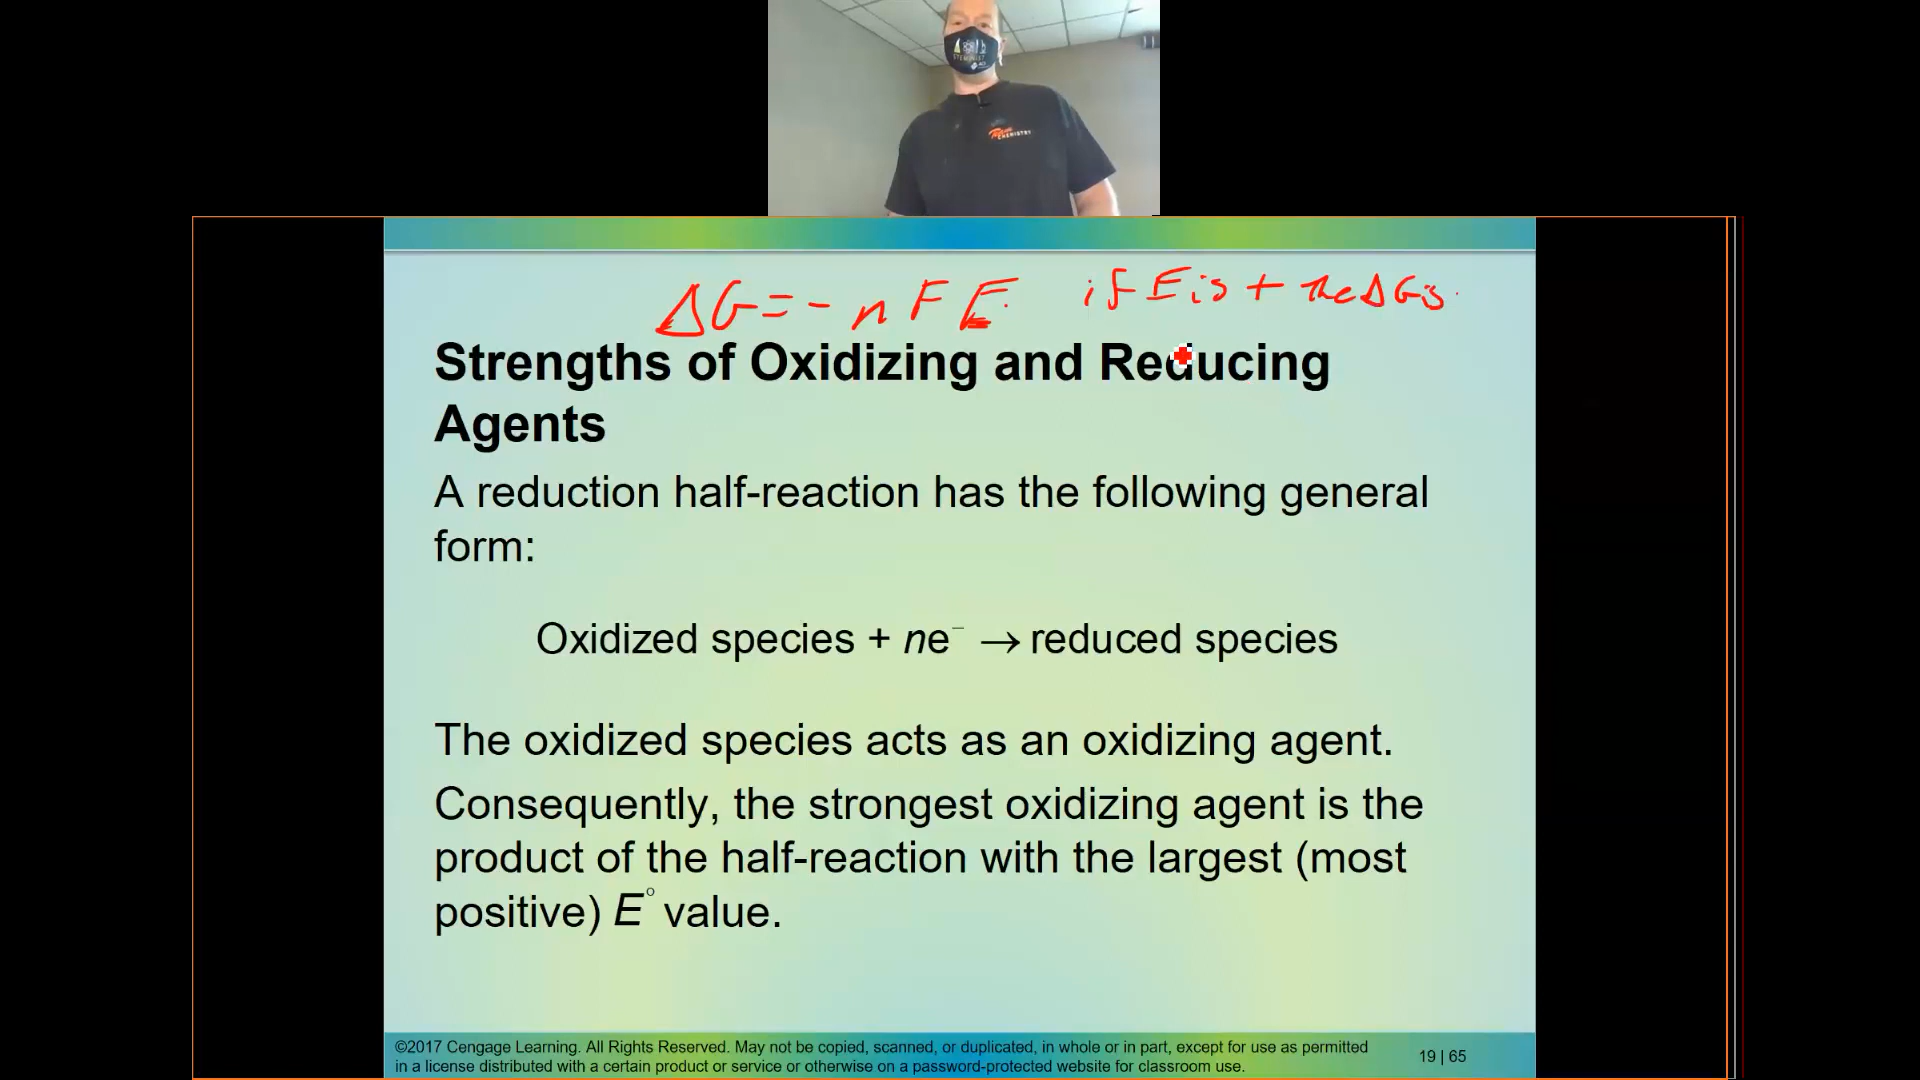 CHEMISTRY
ΔG = - n F E if E is + the ΔG is
Strengths of Oxidizing and Reducing
Agents
A reduction half-reaction has the following general
form:
Oxidized species + ne⁻ → reduced species
The oxidized species acts as an oxidizing agent.
Consequently, the strongest oxidizing agent is the
product of the half-reaction with the largest (most
positive) E° value.
©2017 Cengage Learning. All Rights Reserved. May not be copied, scanned, or duplicated, in whole or in part, except for use as permitted
in a license distributed with a certain product or service or otherwise on a password-protected website for classroom use.
19 | 65